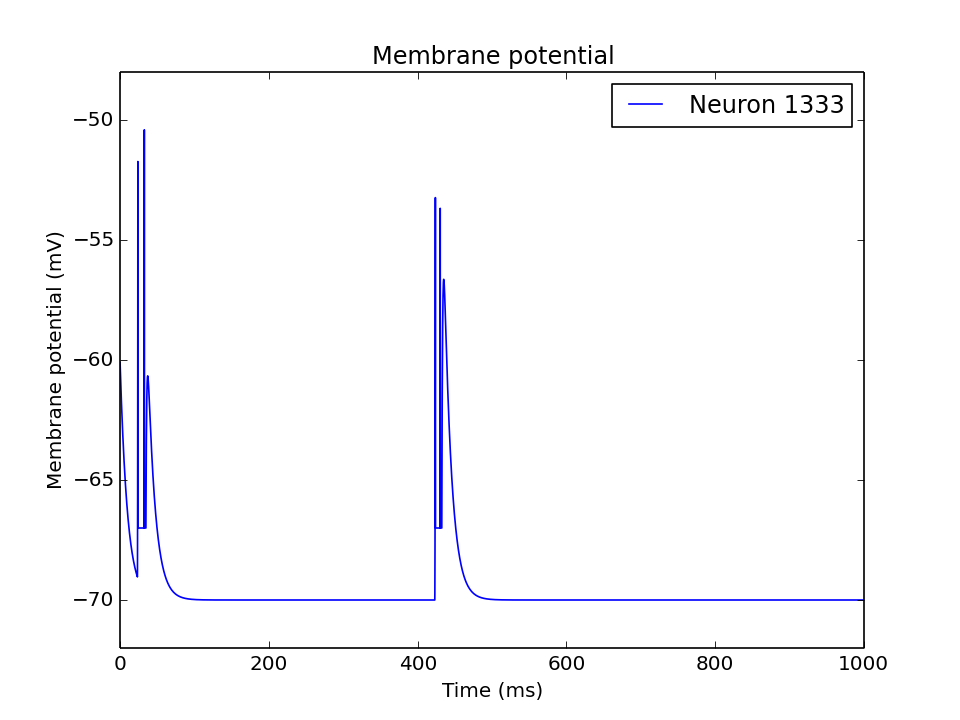 Membrane potential
Neuron 1333
Membrane potential (mV)
−50
−55
−60
−65
−70
0 200 400 600 800 1000
Time (ms)